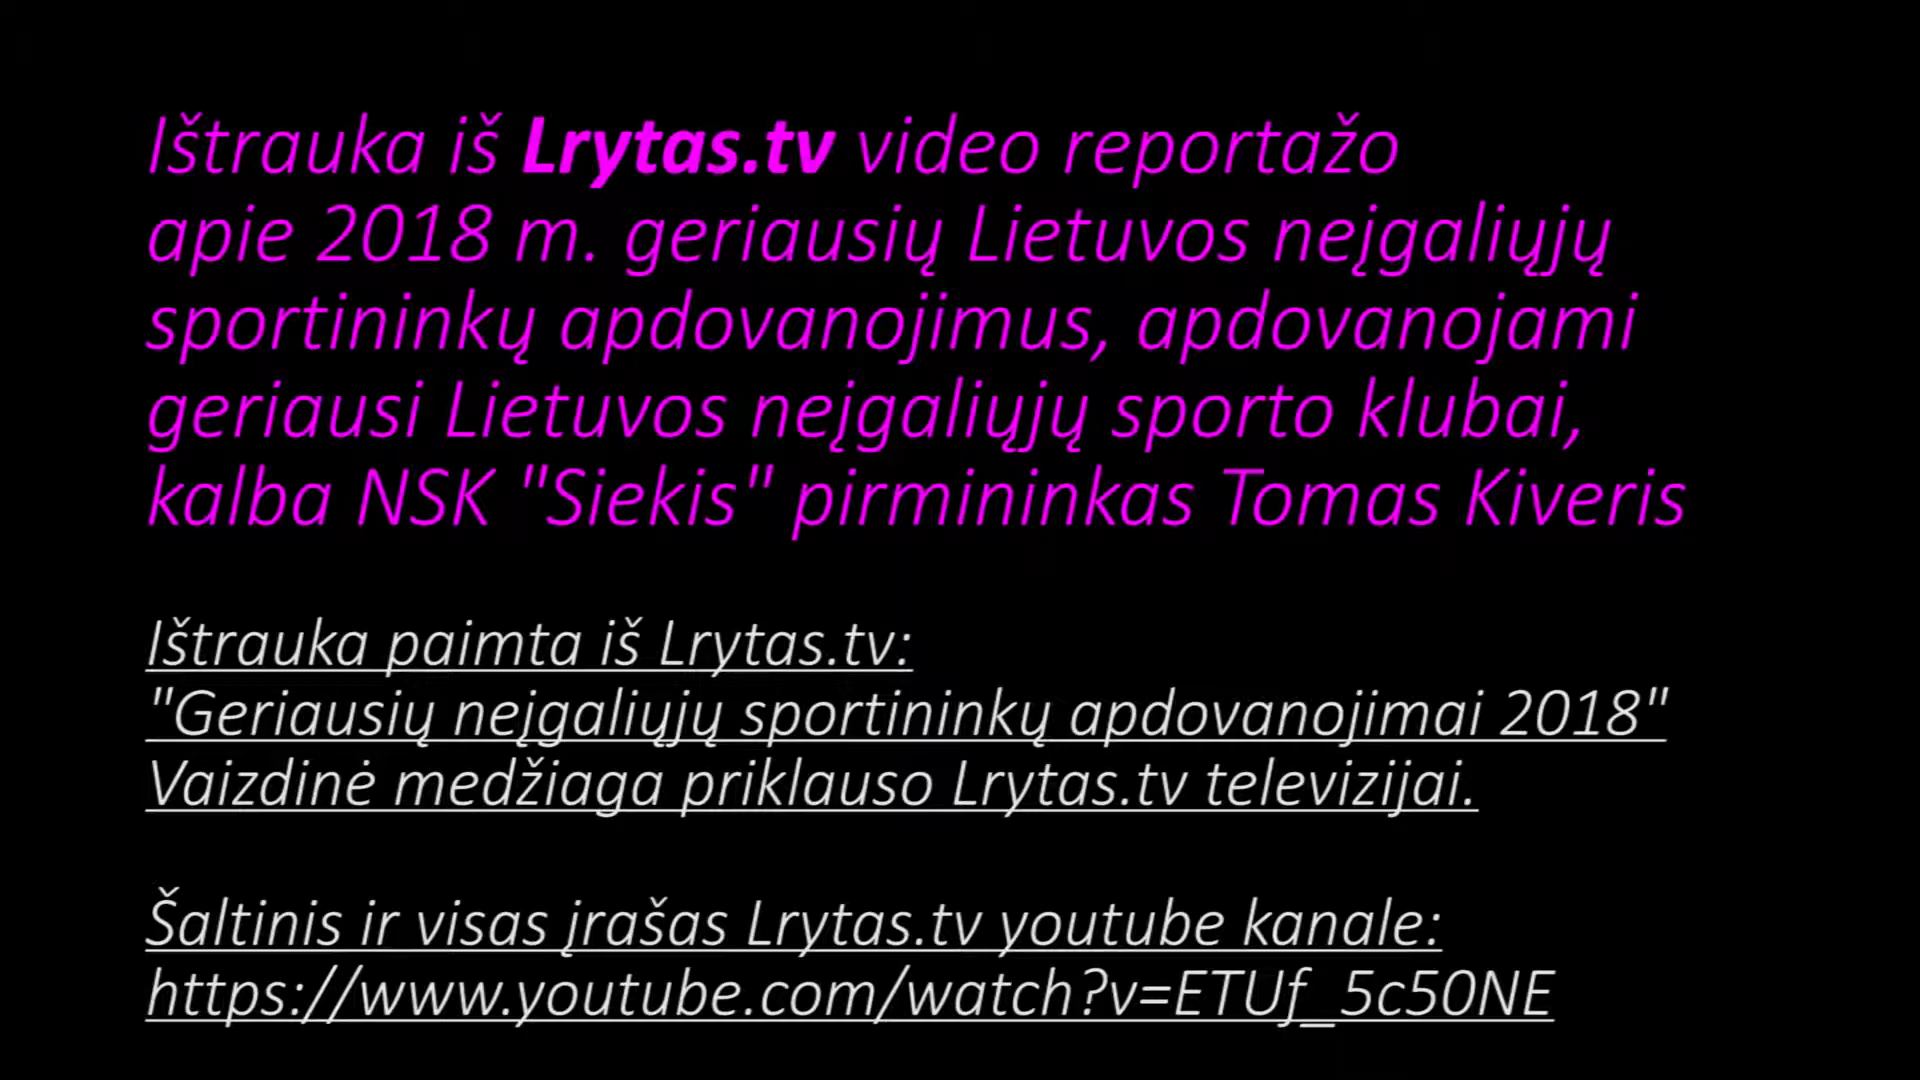 Ištrauka iš Lrytas.tv video reportažo
apie 2018 m. geriausių Lietuvos neįgaliųjų
sportininkų apdovanojimus, apdovanojami
geriausi Lietuvos neįgaliųjų sporto klubai,
kalba NSK "Siekis" pirmininkas Tomas Kiveris
Ištrauka paimta iš Lrytas.tv:
"Geriausių neįgaliųjų sportininkų apdovanojimai 2018"
Vaizdinė medžiaga priklauso Lrytas.tv televizijai.
Šaltinis ir visas įrašas Lrytas.tv youtube kanale:
https://www.youtube.com/watch?v=ETUf_5c50NE